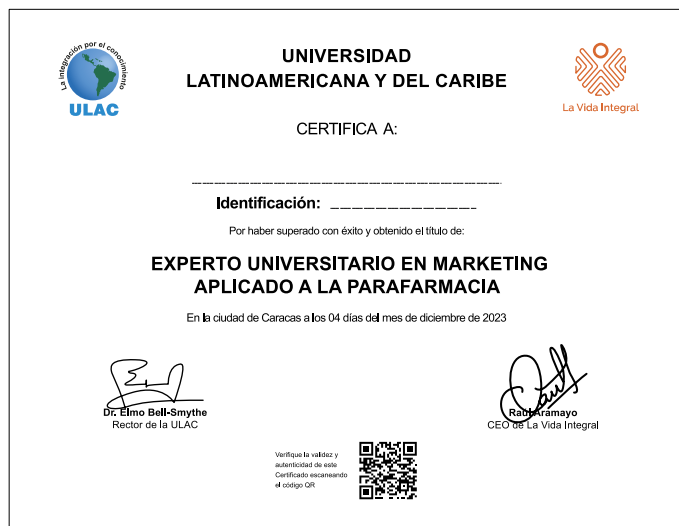 La integración por el conocimiento
ULAC
UNIVERSIDAD
LATINOAMERICANA Y DEL CARIBE
La Vida Integral
CERTIFICA A:
Identificación:
Por haber superado con éxito y obtenido el título de:
EXPERTO UNIVERSITARIO EN MARKETING
APLICADO A LA PARAFARMACIA
En la ciudad de Caracas a los 04 días del mes de diciembre de 2023
Dr. Elmo Bell-Smythe
Rector de la ULAC
Raúl Aramayo
CEO de La Vida Integral
Verifique la validez y
autenticidad de este
Certificado escaneando
el código QR